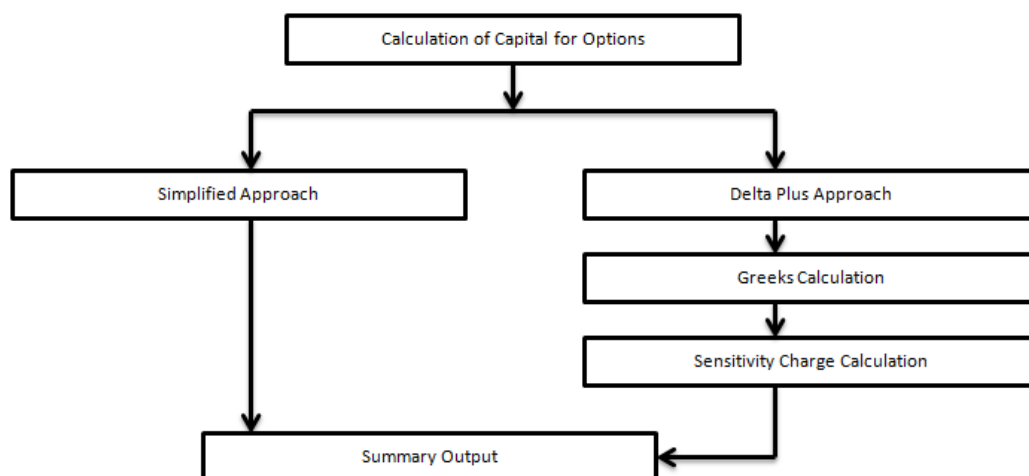 Calculation of Capital for Options
Simplified Approach
Delta Plus Approach
Greeks Calculation
Sensitivity Charge Calculation
Summary Output